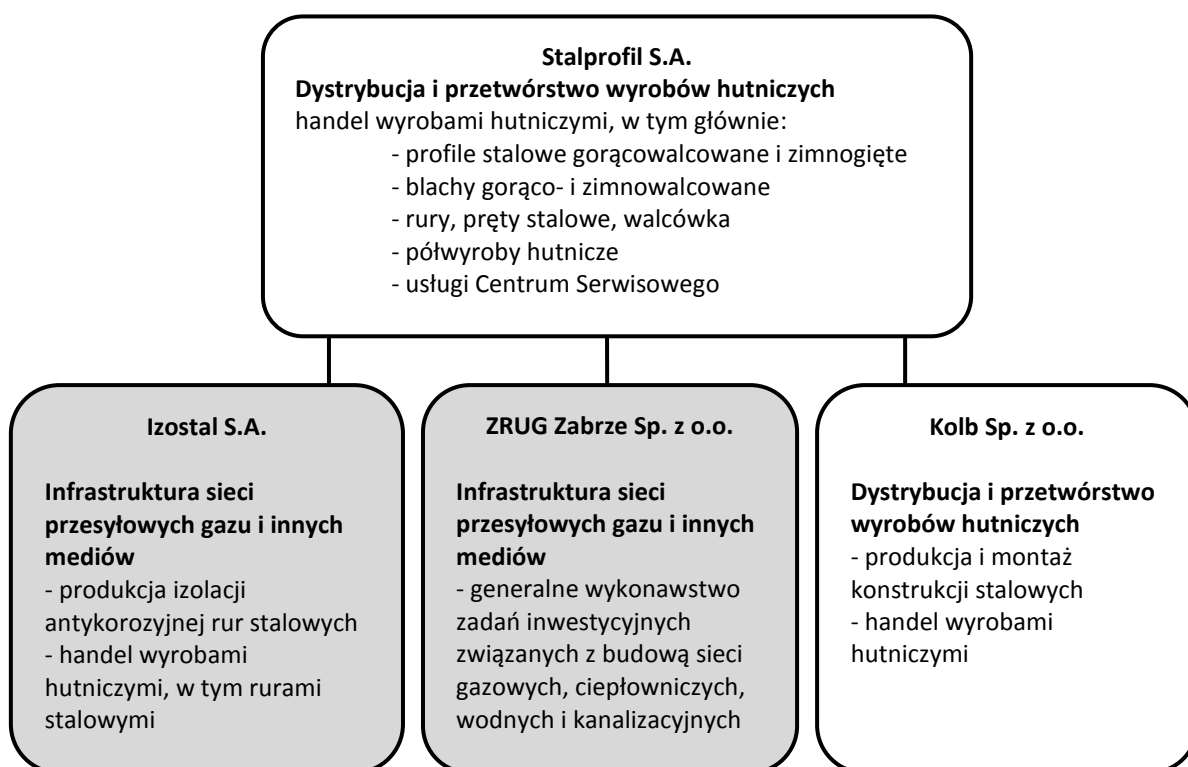 Stalprofil S.A.
Dystrybucja i przetwórstwo wyrobów hutniczych
handel wyrobami hutniczymi, w tym głównie:
- profile stalowe gorącowalcowane i zimnogięte
- blachy gorąco- i zimnowalcowane
- rury, pręty stalowe, walcówka
- półwyroby hutnicze
- usługi Centrum Serwisowego
Izostal S.A.
Infrastruktura sieci
przesyłowych gazu i innych
mediów
- produkcja izolacji
antykorozyjnej rur stalowych
- handel wyrobami
hutniczymi, w tym rurami
stalowymi
ZRUG Zabrze Sp. z o.o.
Infrastruktura sieci
przesyłowych gazu i innych
mediów
- generalne wykonawstwo
zadań inwestycyjnych
związanych z budową sieci
gazowych, ciepłowniczych,
wodnych i kanalizacyjnych
Kolb Sp. z o.o.
Dystrybucja i przetwórstwo
wyrobów hutniczych
- produkcja i montaż
konstrukcji stalowych
- handel wyrobami
hutniczymi